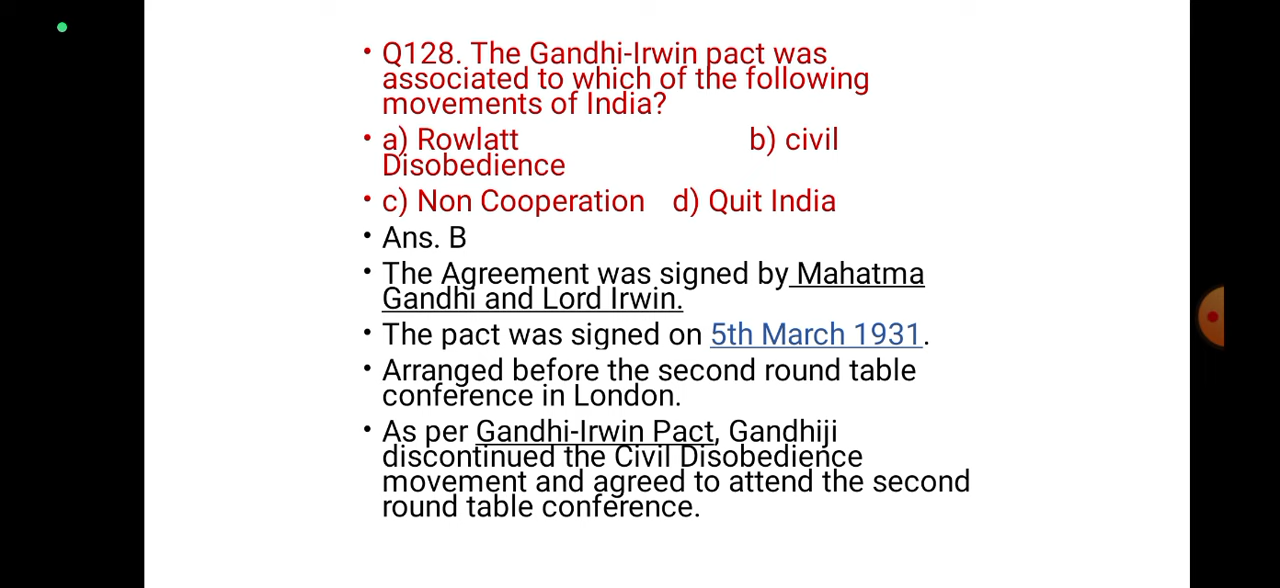 • Q128. The Gandhi-Irwin pact was
associated to which of the following
movements of India?
• a) Rowlatt b) civil
Disobedience
• c) Non Cooperation d) Quit India
• Ans. B
• The Agreement was signed by Mahatma
Gandhi and Lord Irwin.
• The pact was signed on 5th March 1931.
• Arranged before the second round table
conference in London.
• As per Gandhi-Irwin Pact, Gandhiji
discontinued the Civil Disobedience
movement and agreed to attend the second
round table conference.